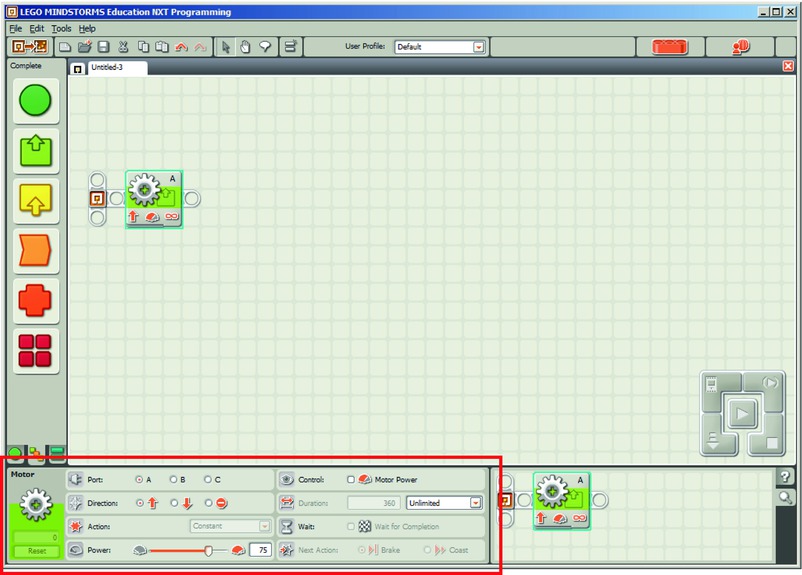 LEGO MINDSTORMS Education NXT Programming
File Edit Tools Help
User Profile: Default
Complete
Untitled-3
A
Motor
0
Reset
Port: A B C
Direction:
Action: Constant
Power: 75
Control: Motor Power
Duration: 360 Unlimited
Wait: Wait for Completion
Next Action: Brake Coast
A
?